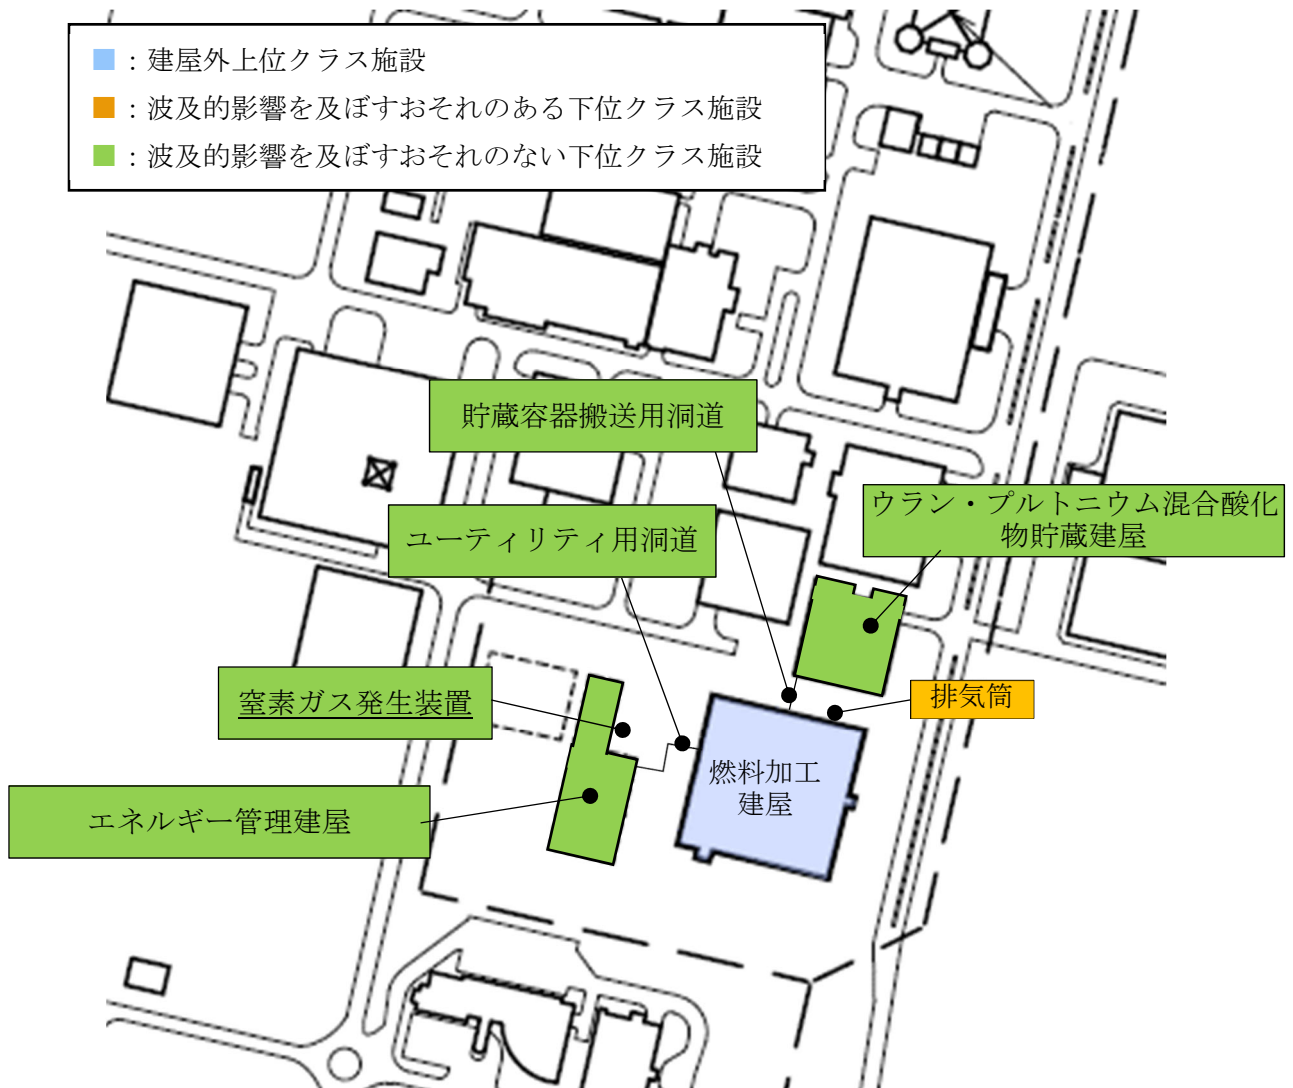 ■：建屋外上位クラス施設
■：波及的影響を及ぼすおそれのある下位クラス施設
■：波及的影響を及ぼすおそれのない下位クラス施設
貯蔵容器搬送用洞道
ウラン・プルトニウム混合酸化
物貯蔵建屋
ユーティリティ用洞道
窒素ガス発生装置
排気筒
燃料加工
建屋
エネルギー管理建屋